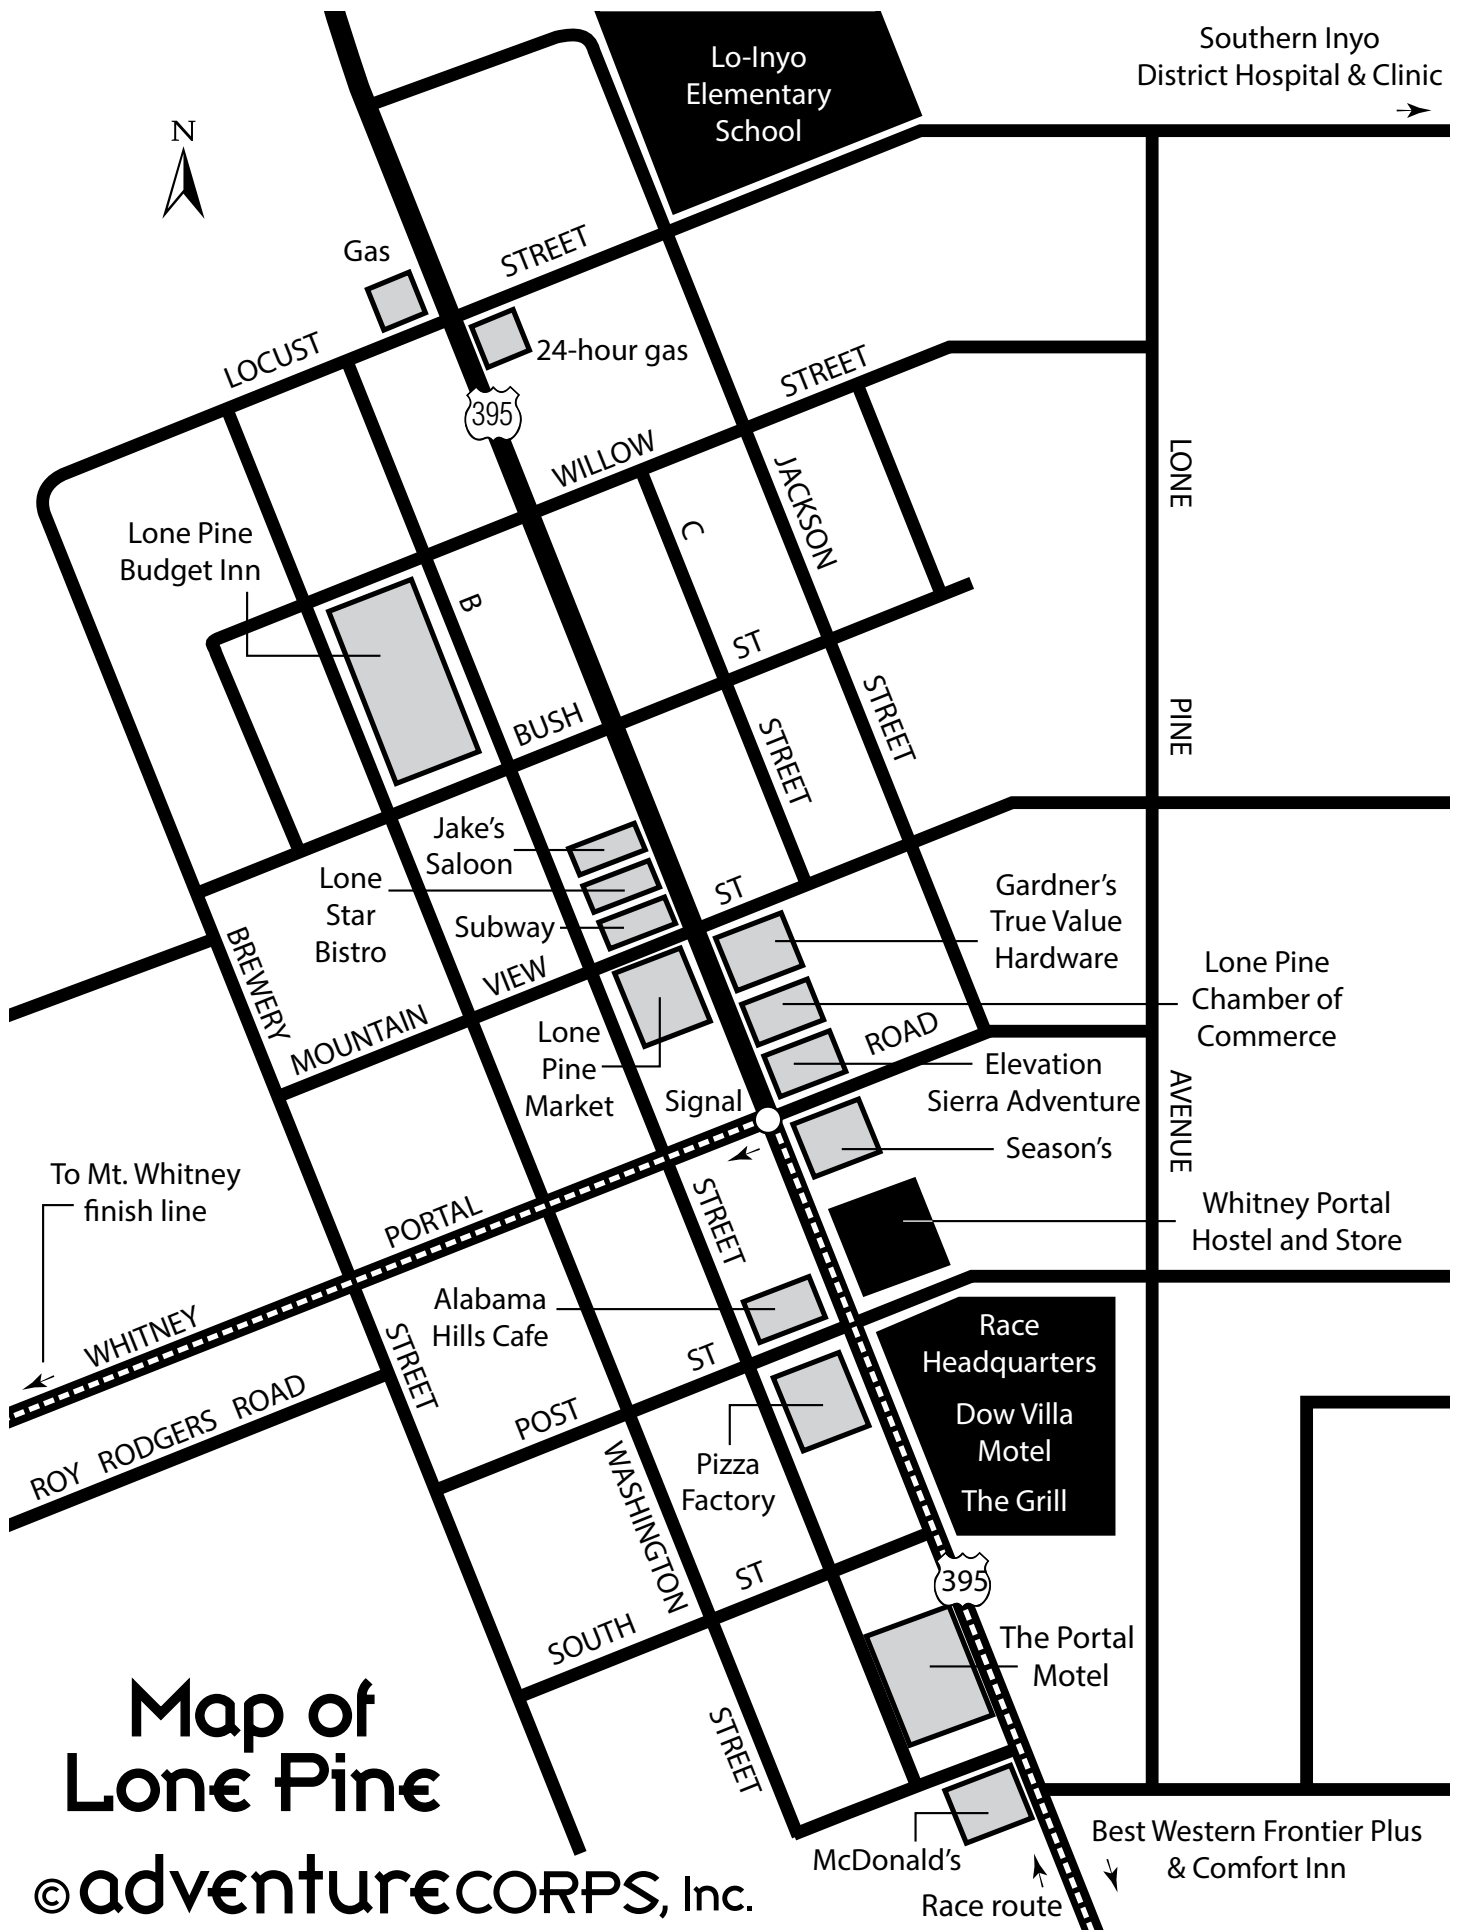 Lo-Inyo
Elementary
School
Southern Inyo
District Hospital & Clinic
N
Gas
STREET
LOCUST
24-hour gas
395
STREET
WILLOW
LONE
JACKSON
C
Lone Pine
Budget Inn
B
ST
STREET
BUSH
STREET
PINE
Jake's
Saloon
Lone
Star
Bistro
Subway
ST
Gardner's
True Value
Hardware
BREWERY
VIEW
MOUNTAIN
Lone Pine
Chamber of
Commerce
ROAD
Lone
Pine
Market
Signal
Elevation
Sierra Adventure
AVENUE
Season's
To Mt. Whitney
finish line
PORTAL
STREET
Whitney Portal
Hostel and Store
WHITNEY
Alabama
Hills Cafe
STREET
ST
Race
Headquarters
Dow Villa
Motel
The Grill
ROY RODGERS ROAD
POST
Pizza
Factory
WASHINGTON
ST
395
SOUTH
The Portal
Motel
STREET
Map of
Lone Pine
McDonald's
Best Western Frontier Plus
& Comfort Inn
Race route
© adventureCORPS, Inc.